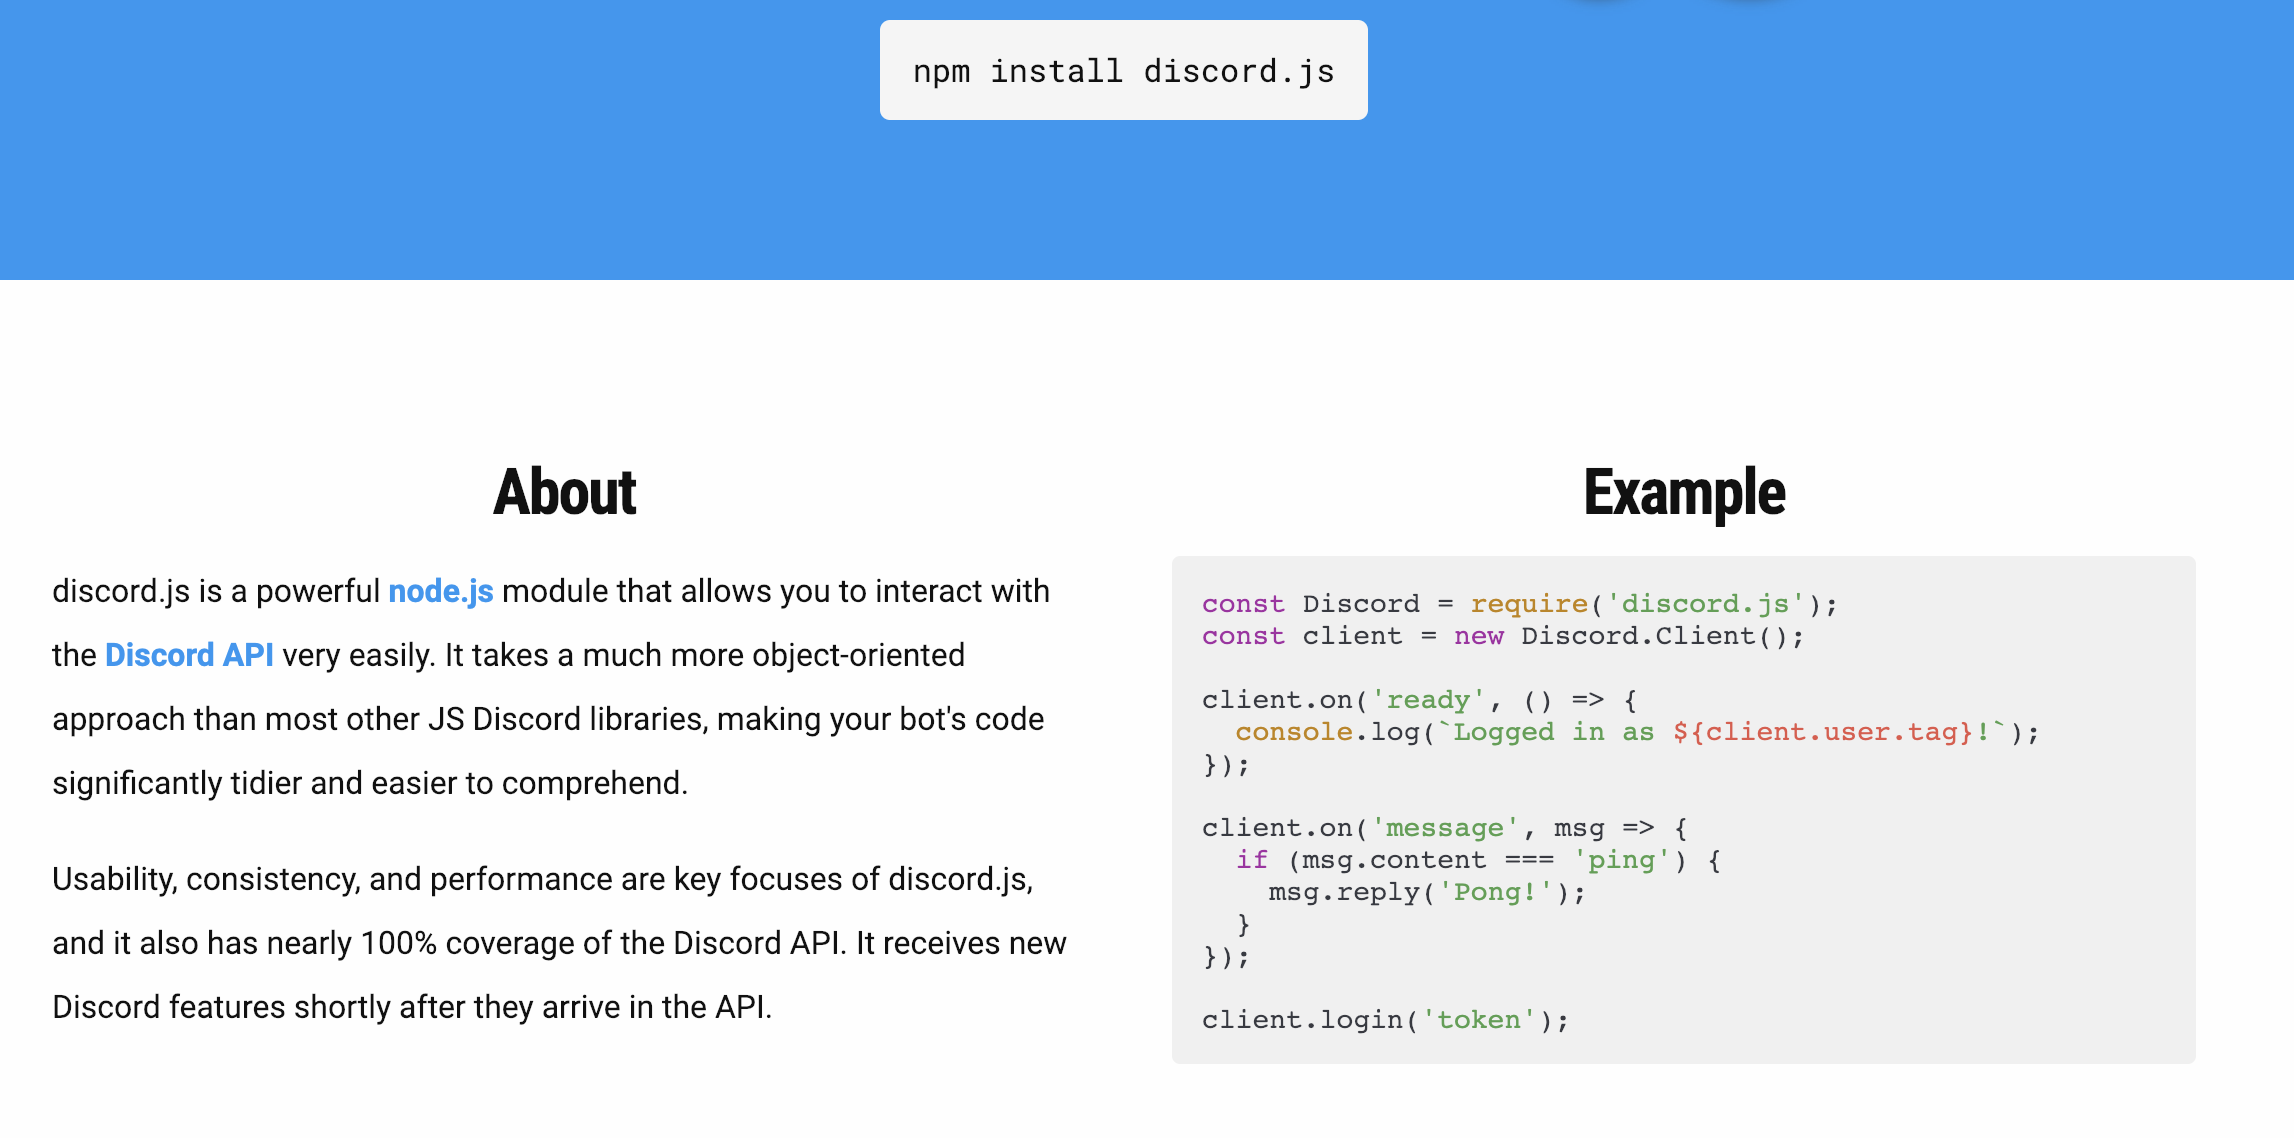 npm install discord.js
About
discord.js is a powerful node.js module that allows you to interact with
the Discord API very easily. It takes a much more object-oriented
approach than most other JS Discord libraries, making your bot's code
significantly tidier and easier to comprehend.
Usability, consistency, and performance are key focuses of discord.js,
and it also has nearly 100% coverage of the Discord API. It receives new
Discord features shortly after they arrive in the API.
Example
const Discord = require('discord.js');
const client = new Discord.Client();

client.on('ready', () => {
  console.log(`Logged in as ${client.user.tag}!`);
});

client.on('message', msg => {
  if (msg.content === 'ping') {
    msg.reply('Pong!');
  }
});

client.login('token');